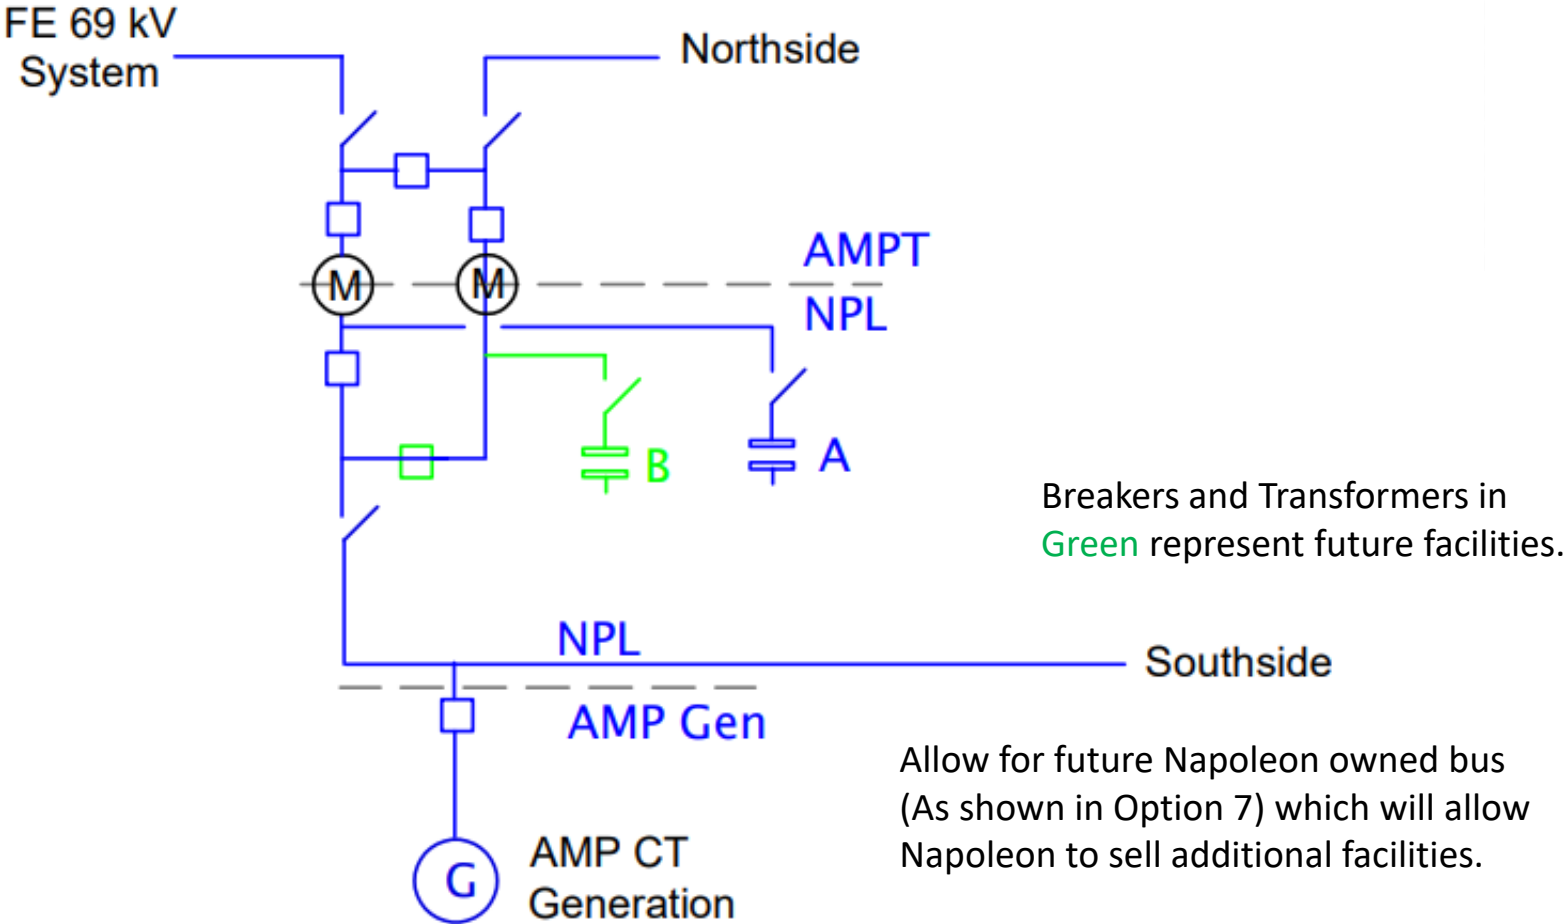 FE 69 kV
System
Northside
M
M
AMPT
NPL
B
A
Breakers and Transformers in
Green represent future facilities.
NPL
Southside
AMP Gen
Allow for future Napoleon owned bus
(As shown in Option 7) which will allow
Napoleon to sell additional facilities.
G
AMP CT
Generation